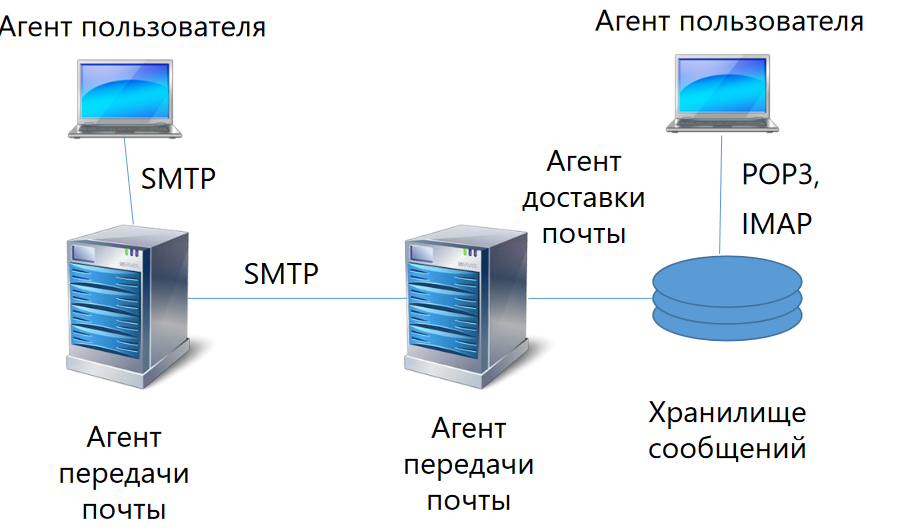 Агент пользователя
Агент пользователя
SMTP
Агент
доставки
почты
POP3,
IMAP
SMTP
Агент
передачи
почты
Агент
передачи
почты
Хранилище
сообщений